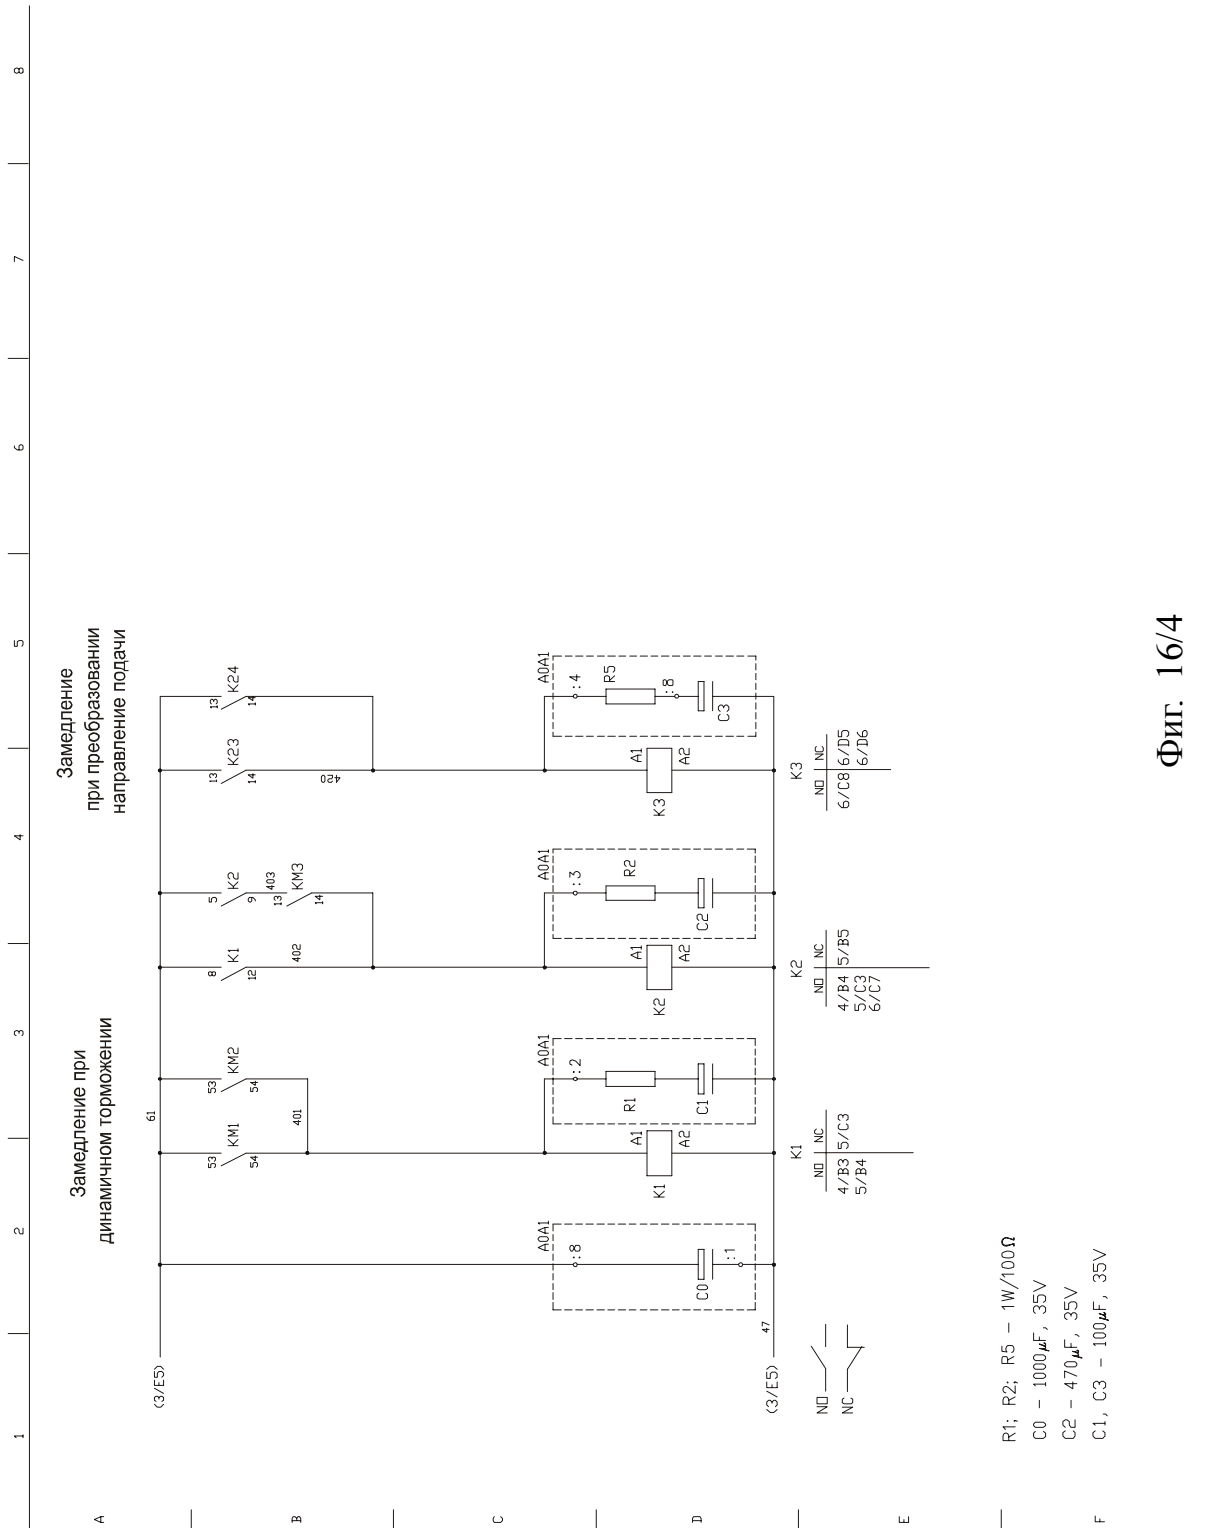 1
2
3
4
5
6
7
8
A
B
C
D
E
F
Замедление при
динамичном торможении
Замедление
при преобразовании
направление подачи
(3/E5)
61
53
KM1
54
53
KM2
54
401
8
K1
12
402
5
K2
9
403
13
KM3
14
13
K23
14
420
13
K24
14
A0A1
:8
C0
:1
A0A1
:2
A1
K1
A2
R1
C1
A0A1
:3
A1
K2
A2
R2
C2
A0A1
:4
A1
K3
A2
R5
:8
C3
(3/E5)
47
NO
NC
K1
NO NC
4/B3 5/C3
5/B4
K2
NO NC
4/B4 5/B5
5/C3
6/C7
K3
NO NC
6/C8 6/D5
6/D6
R1; R2; R5 - 1W/100Ω
C0 - 1000μF, 35V
C2 - 470μF, 35V
C1, C3 - 100μF, 35V
Фиг. 16/4